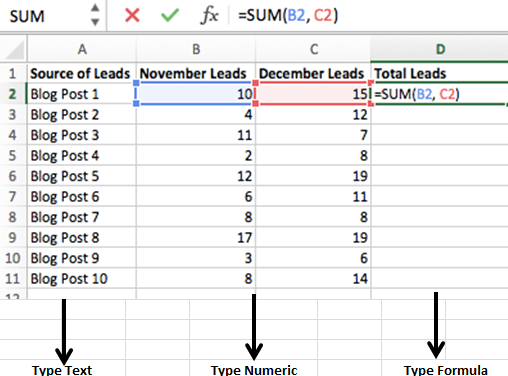 SUM fx =SUM(B2, C2)
A B C D
1 Source of Leads November Leads December Leads Total Leads
2 Blog Post 1 10 15 =SUM(B2, C2)
3 Blog Post 2 4 12
4 Blog Post 3 11 7
5 Blog Post 4 2 8
6 Blog Post 5 12 19
7 Blog Post 6 6 11
8 Blog Post 7 8 8
9 Blog Post 8 17 19
10 Blog Post 9 3 6
11 Blog Post 10 8 14
12
Type Text Type Numeric Type Formula